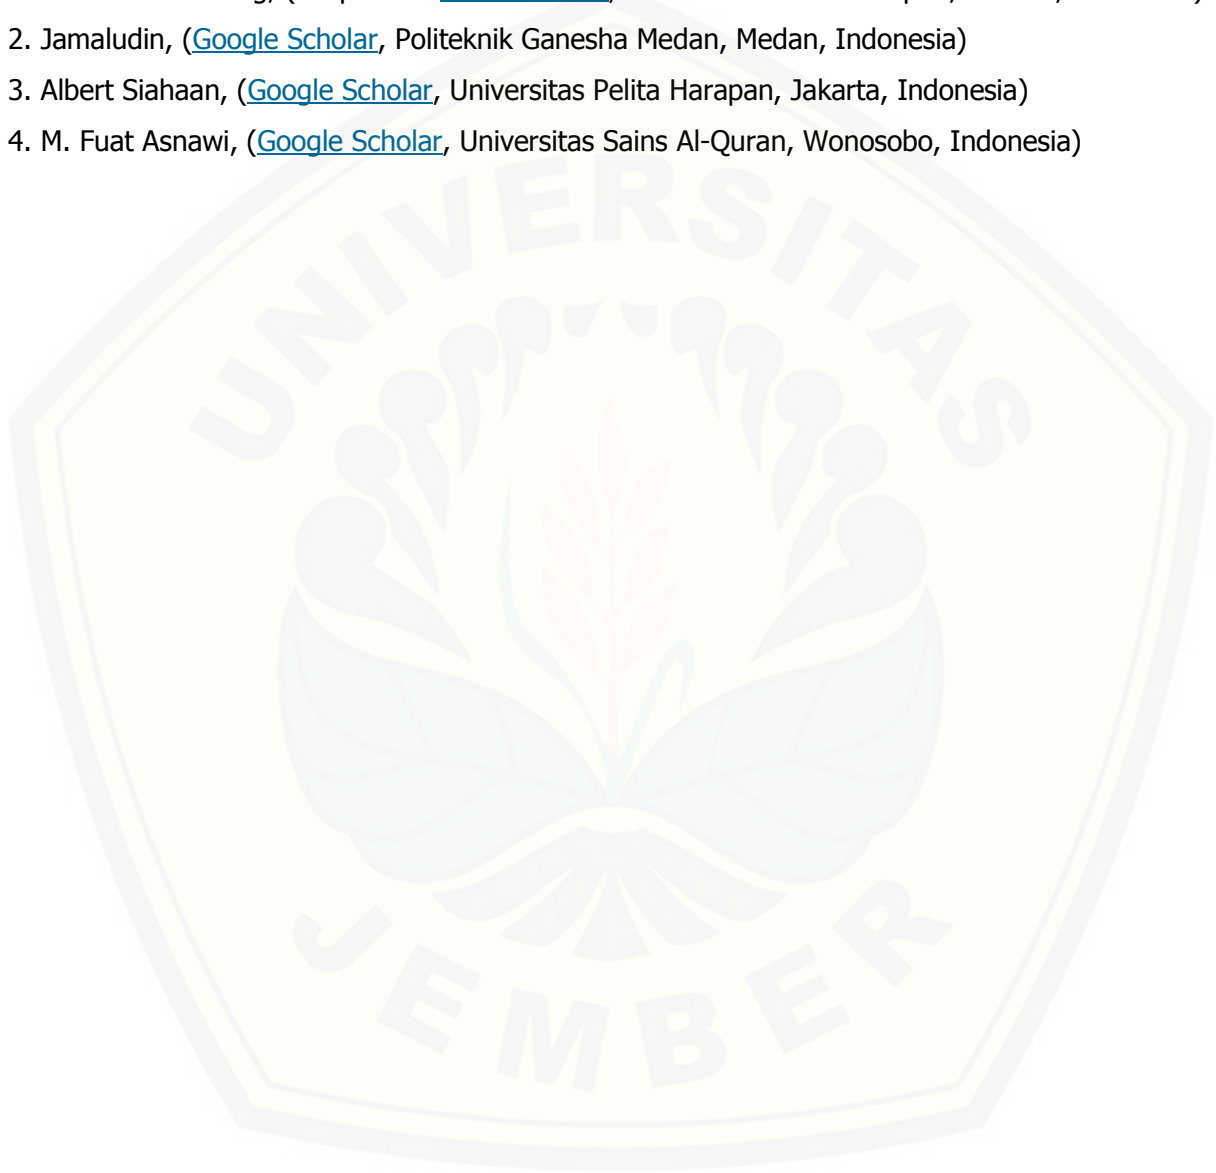 2. Jamaludin, (Google Scholar, Politeknik Ganesha Medan, Medan, Indonesia)
3. Albert Siahaan, (Google Scholar, Universitas Pelita Harapan, Jakarta, Indonesia)
4. M. Fuat Asnawi, (Google Scholar, Universitas Sains Al-Quran, Wonosobo, Indonesia)
UNIVERSITAS
JEMBER